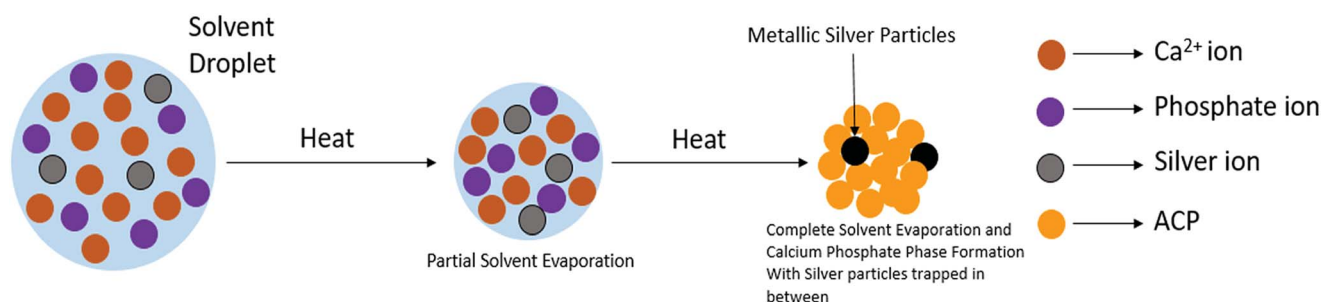 Solvent
Droplet
Heat
Partial Solvent Evaporation
Heat
Metallic Silver Particles
Complete Solvent Evaporation and
Calcium Phosphate Phase Formation
With Silver particles trapped in
between
Ca²⁺ ion
Phosphate ion
Silver ion
ACP